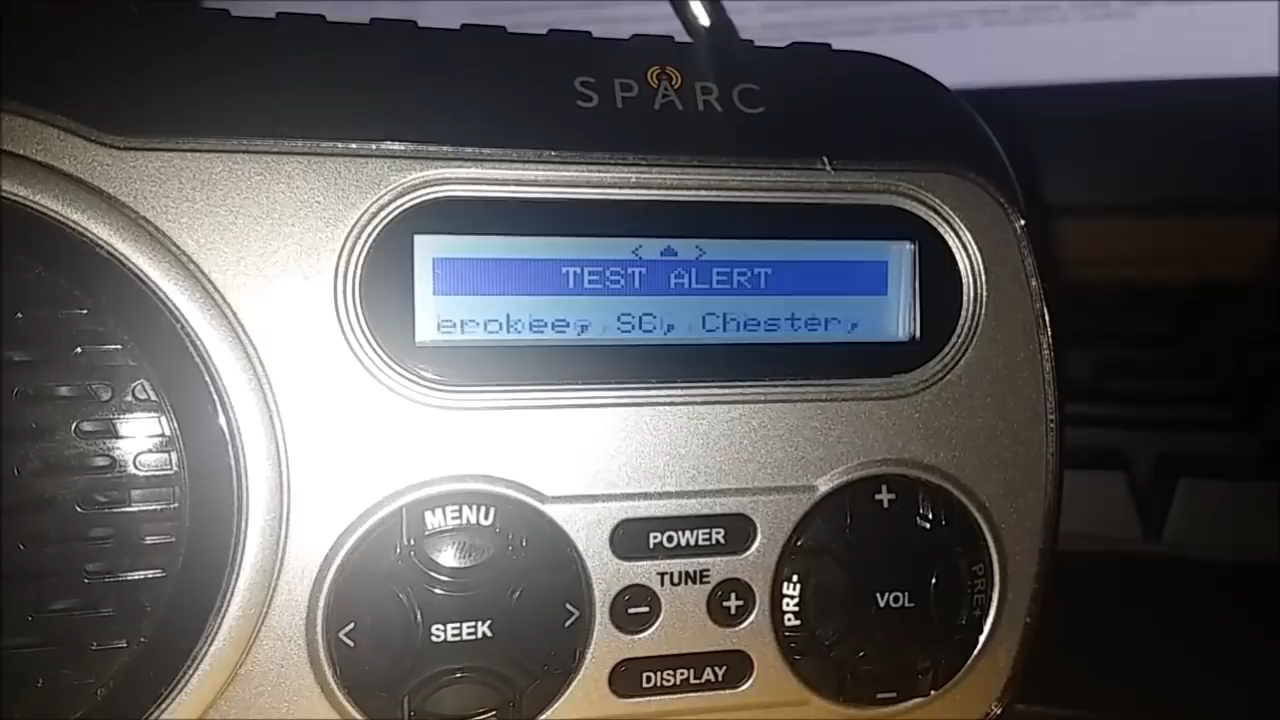 SPARC
< >
TEST ALERT
erokee, SC, Chester,
MENU
< SEEK >
POWER
TUNE
- +
DISPLAY
+
PRE- VOL PRE+
-